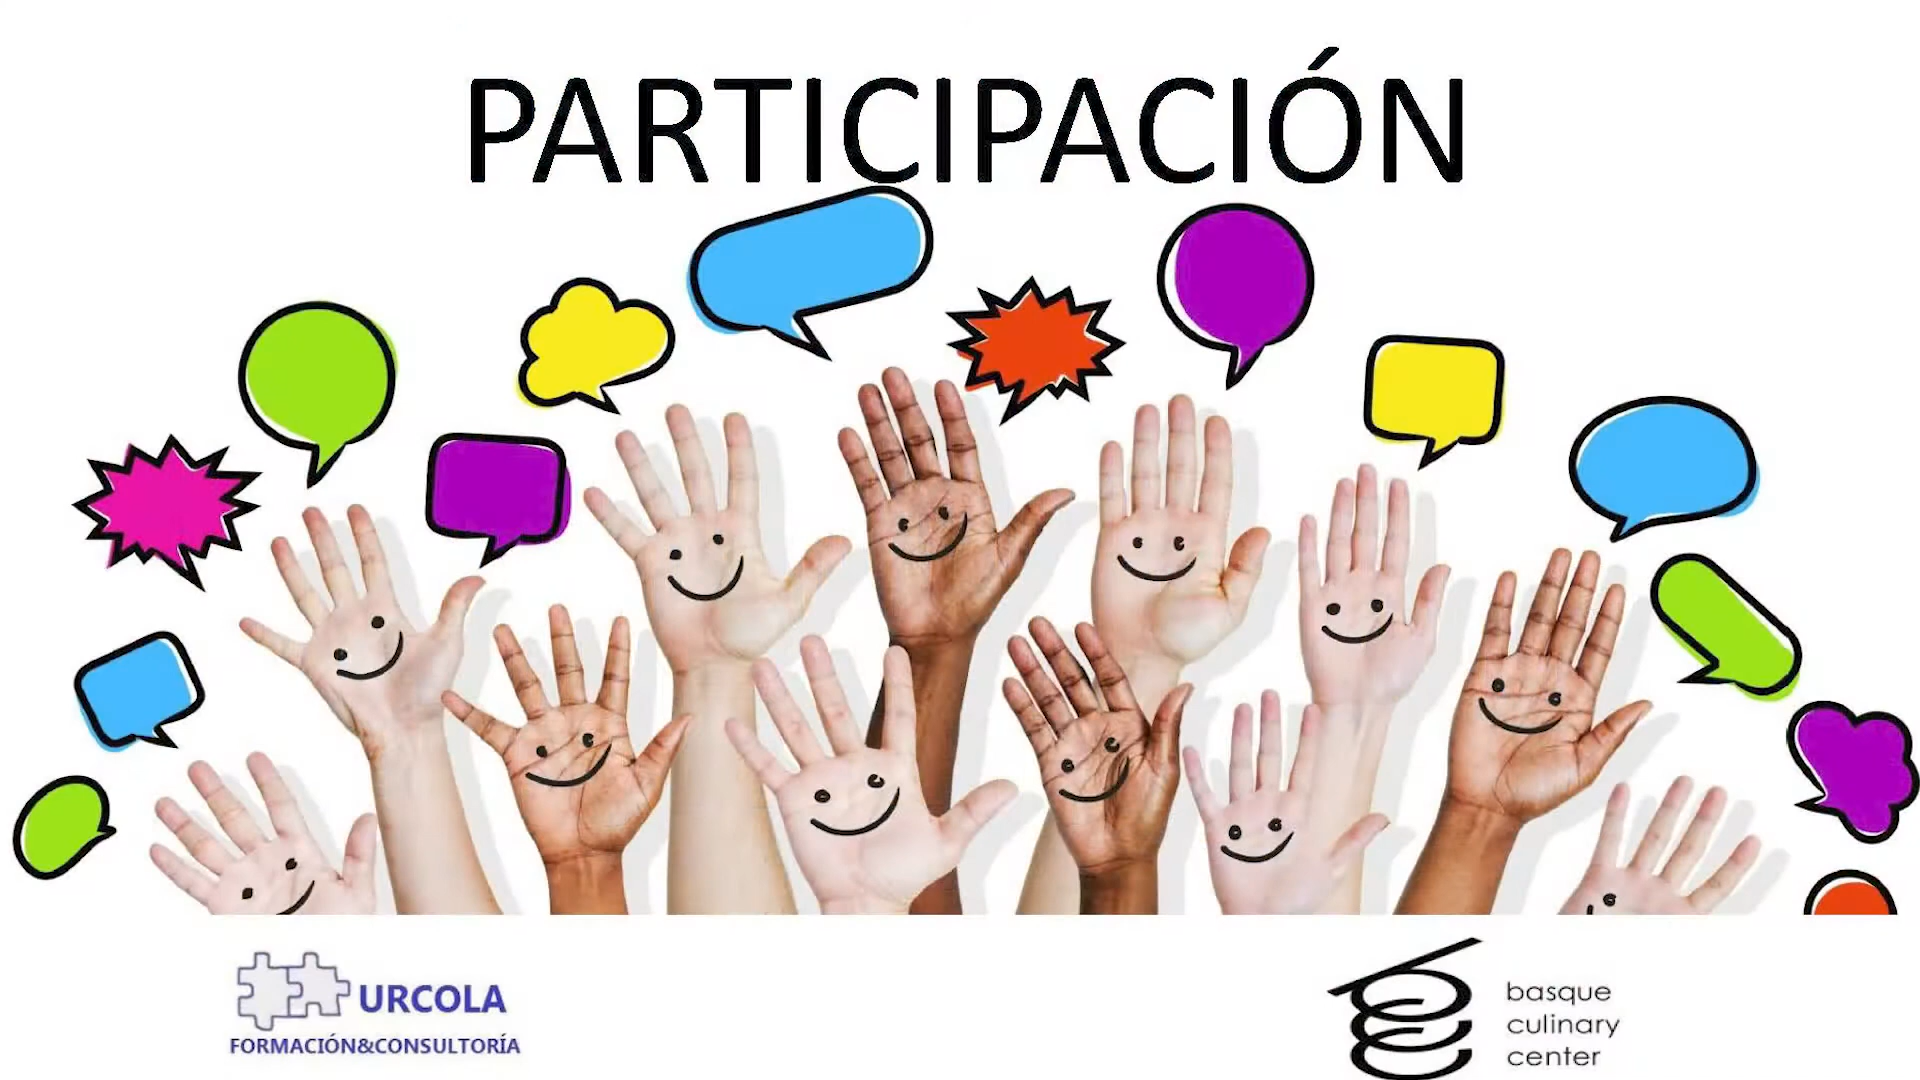 PARTICIPACIÓN
URCOLA
FORMACIÓN&CONSULTORÍA
basque
culinary
center